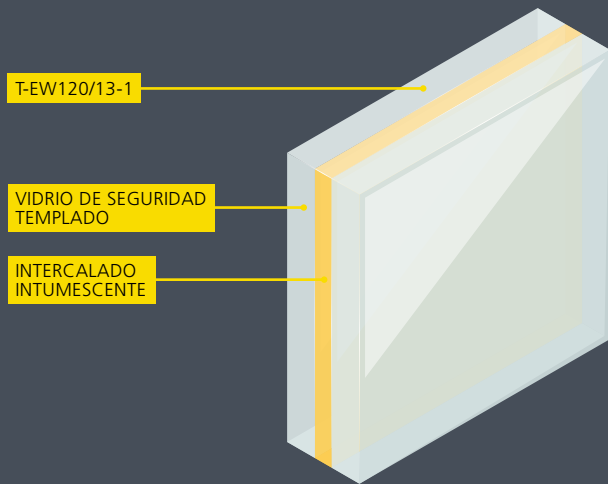 T-EW120/13-1
VIDRIO DE SEGURIDAD
TEMPLADO
INTERCALADO
INTUMESCENTE